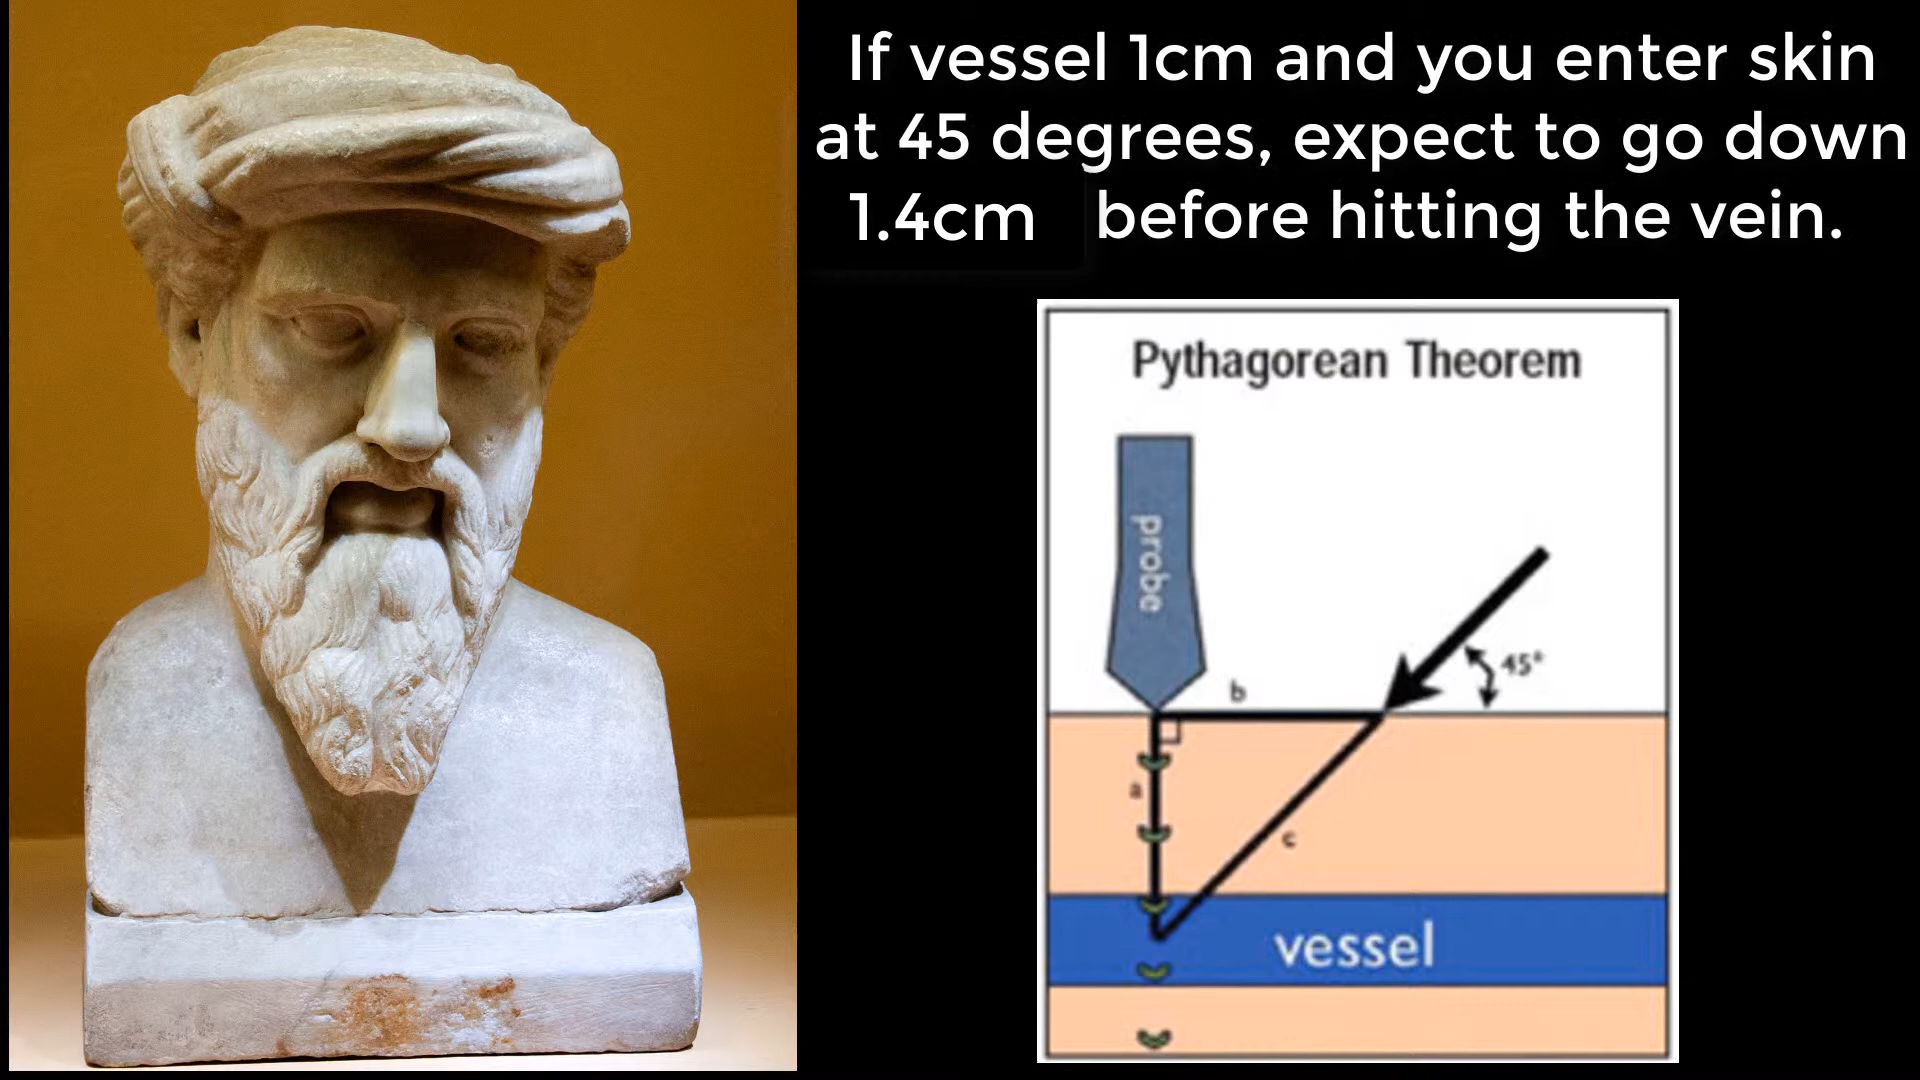 If vessel 1cm and you enter skin
at 45 degrees, expect to go down
1.4cm before hitting the vein.
Pythagorean Theorem
probe
b
45°
a
c
vessel